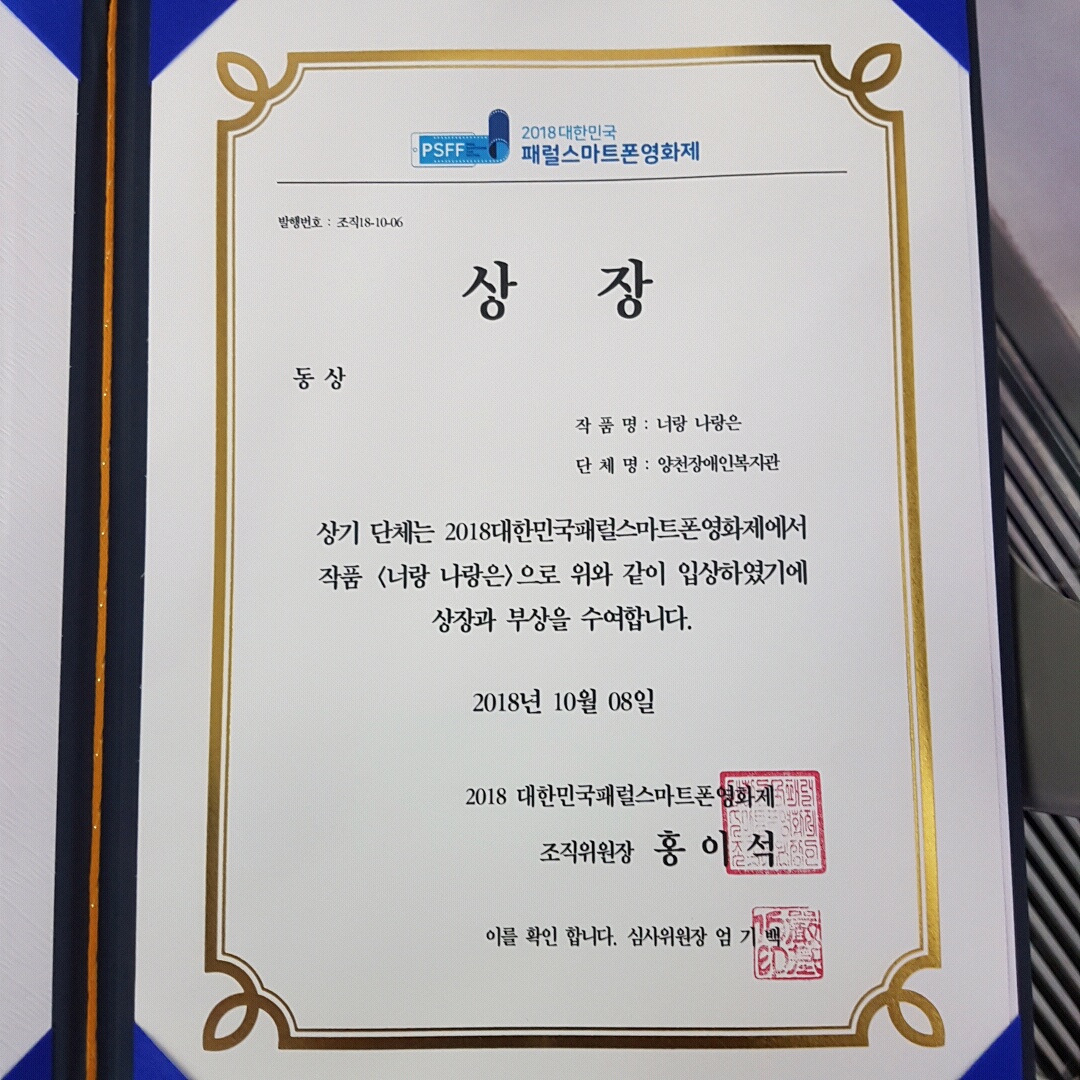 PSFF
2018 대한민국
패럴스마트폰영화제
발행번호 : 조직18-10-06
상 장
동 상
작 품 명 : 너랑 나랑은
단 체 명 : 양천장애인복지관
상기 단체는 2018대한민국패럴스마트폰영화제에서
작품 〈너랑 나랑은〉으로 위와 같이 입상하였기에
상장과 부상을 수여합니다.
2018년 10월 08일
2018 대한민국패럴스마트폰영화제
조직위원장 홍 이 석
이를 확인 합니다. 심사위원장 엄 기 백